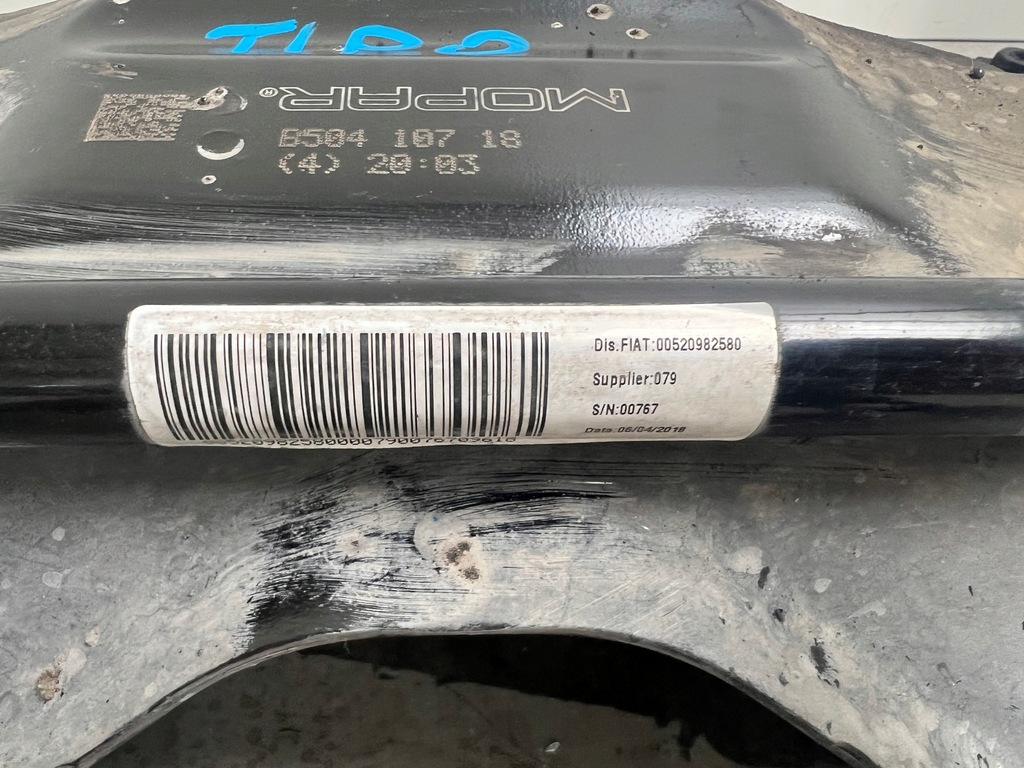 TIPO
MOPAR®
B504 107 18
(4) 20:03
Dis.FIAT:00520982580
Supplier:079
S/N:00767
Data:06/04/2018